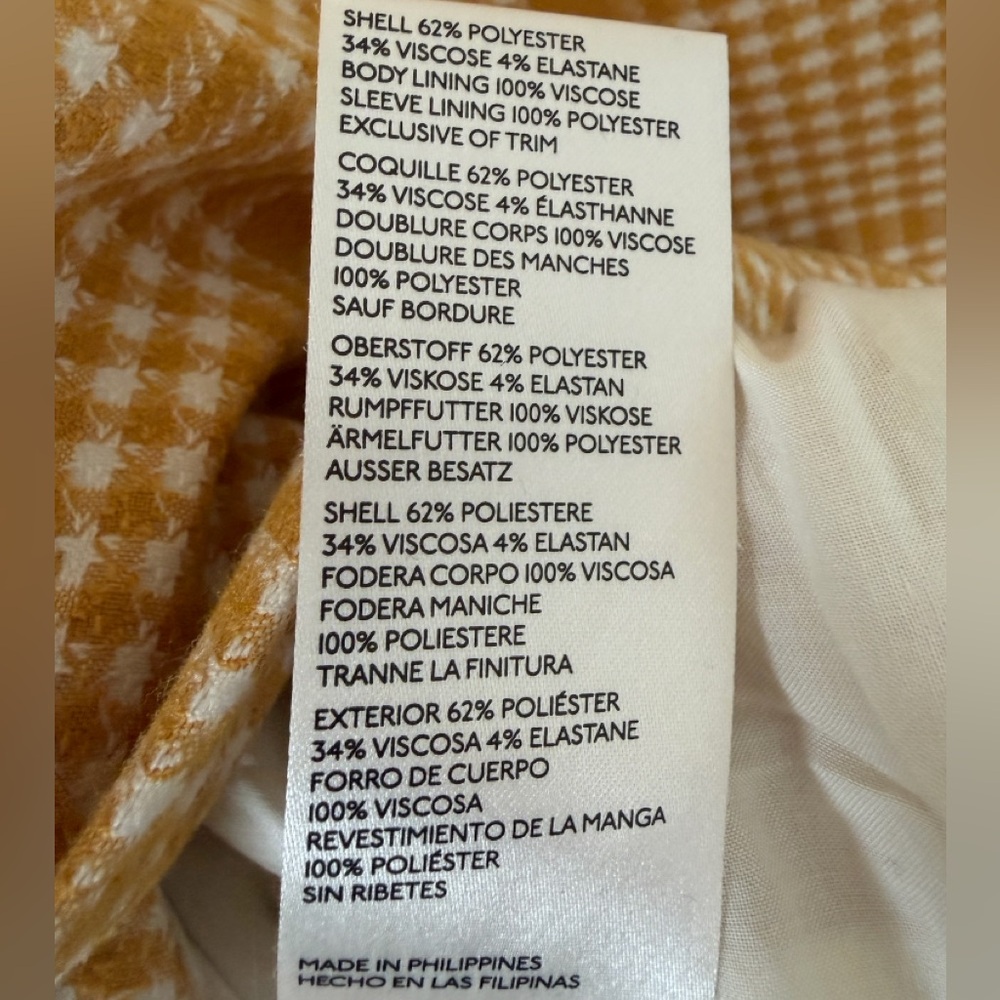 SHELL 62% POLYESTER
34% VISCOSE 4% ELASTANE
BODY LINING 100% VISCOSE
SLEEVE LINING 100% POLYESTER
EXCLUSIVE OF TRIM
COQUILLE 62% POLYESTER
34% VISCOSE 4% ÉLASTHANNE
DOUBLURE CORPS 100% VISCOSE
DOUBLURE DES MANCHES
100% POLYESTER
SAUF BORDURE
OBERSTOFF 62% POLYESTER
34% VISKOSE 4% ELASTAN
RUMPFFUTTER 100% VISKOSE
ÄRMELFUTTER 100% POLYESTER
AUSSER BESATZ
SHELL 62% POLIESTERE
34% VISCOSA 4% ELASTAN
FODERA CORPO 100% VISCOSA
FODERA MANICHE
100% POLIESTERE
TRANNE LA FINITURA
EXTERIOR 62% POLIÉSTER
34% VISCOSA 4% ELASTANE
FORRO DE CUERPO
100% VISCOSA
REVESTIMIENTO DE LA MANGA
100% POLIÉSTER
SIN RIBETES
MADE IN PHILIPPINES
HECHO EN LAS FILIPINAS